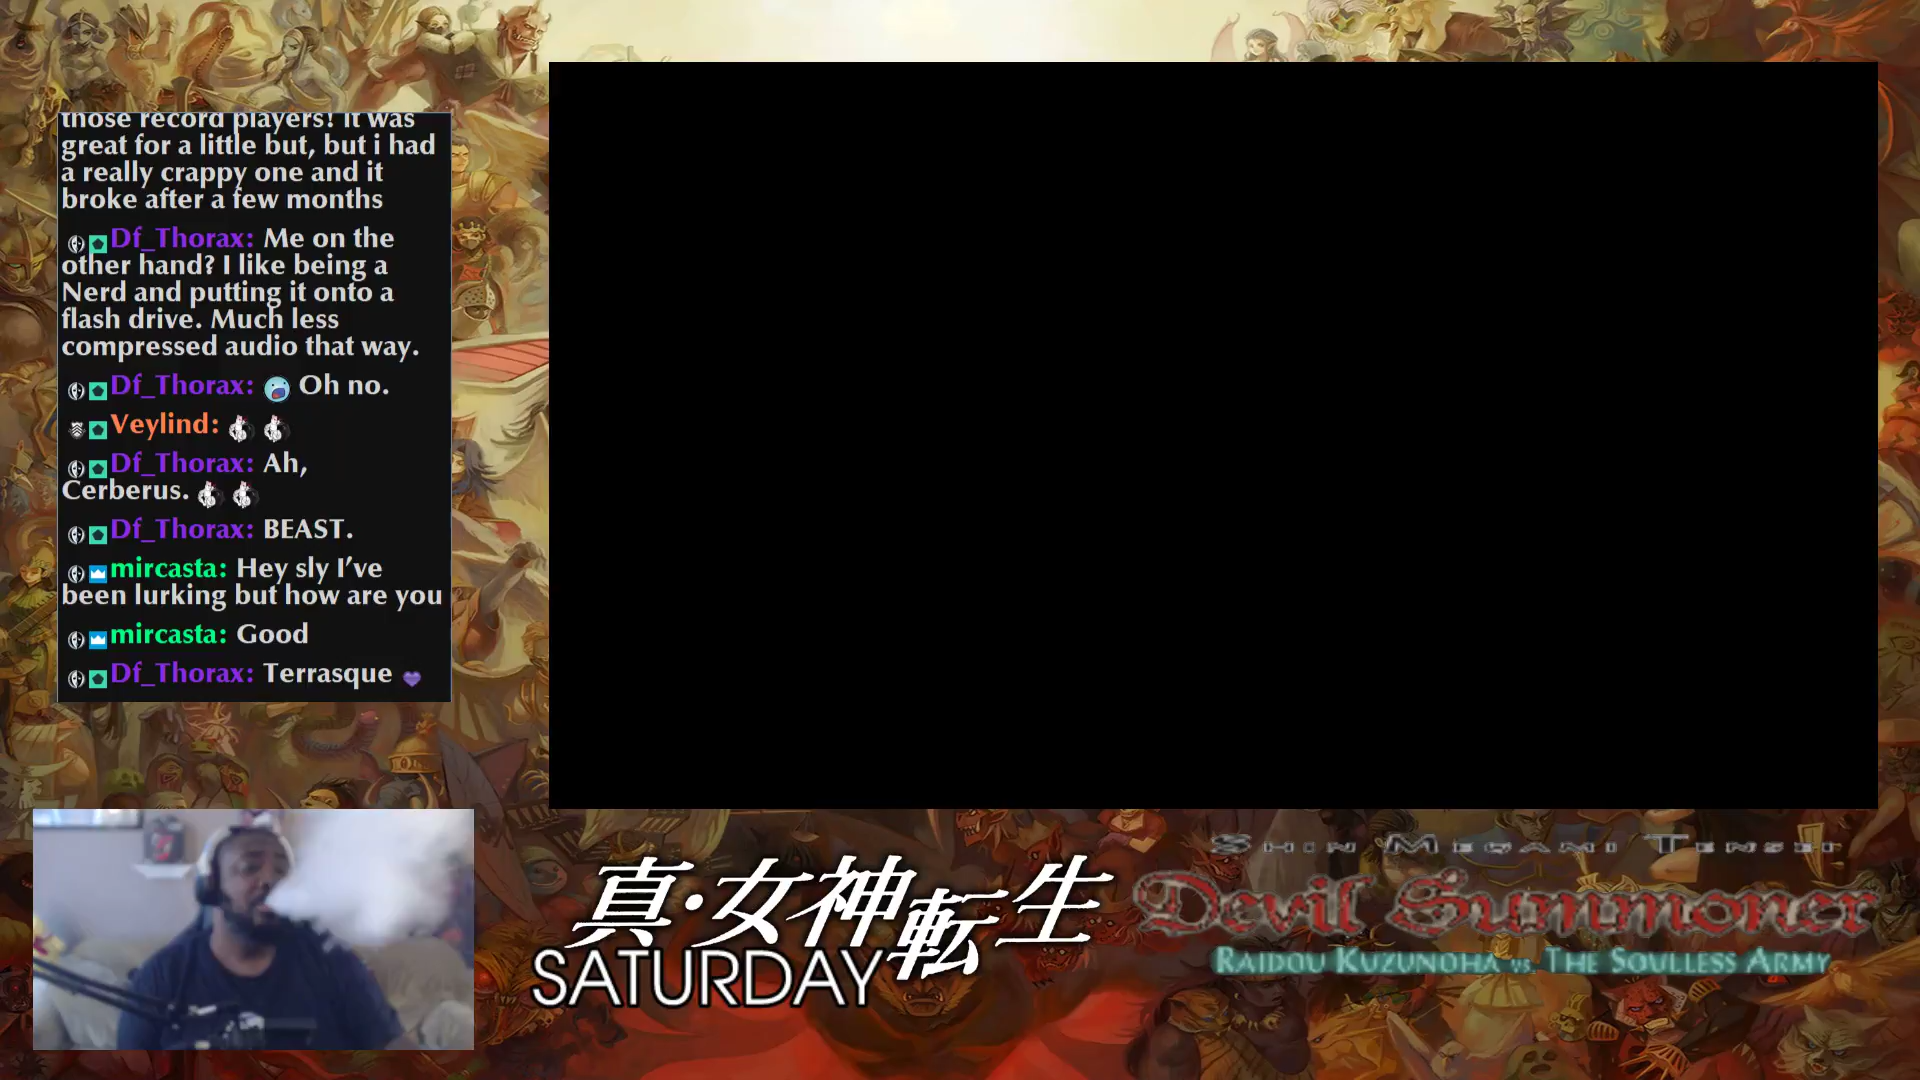 those record players! It was
great for a little but, but i had
a really crappy one and it
broke after a few months
Df_Thorax: Me on the
other hand? I like being a
Nerd and putting it onto a
flash drive. Much less
compressed audio that way.
Df_Thorax: Oh no.
Veylind:
Df_Thorax: Ah,
Cerberus.
Df_Thorax: BEAST.
mircasta: Hey sly I’ve
been lurking but how are you
mircasta: Good
Df_Thorax: Terrasque
真・女神転生
SATURDAY
Shin Megami Tensei
Devil Summoner
Raidou Kuzunoha vs. The Soulless Army